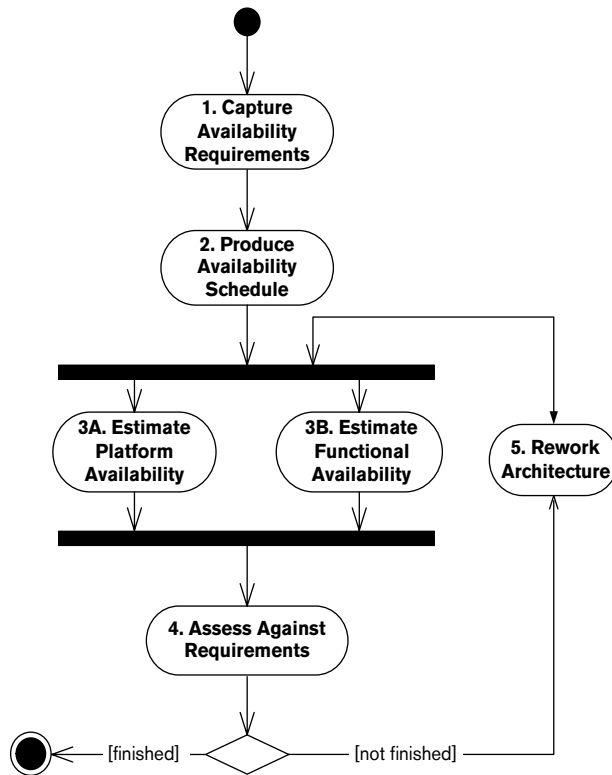 1. Capture
Availability
Requirements
2. Produce
Availability
Schedule
3A. Estimate
Platform
Availability
3B. Estimate
Functional
Availability
5. Rework
Architecture
4. Assess Against
Requirements
[finished]
[not finished]